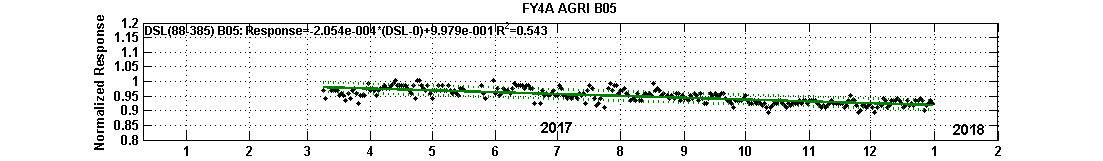 FY4A AGRI B05
DSL(88-385) B05: Response=-2.054e-004*(DSL-0)+9.979e-001 R²=0.543
Normalized Response
1.2
1.15
1.1
1.05
1
0.95
0.9
0.85
0.8
2017
2018
1 2 3 4 5 6 7 8 9 10 11 12 1 2